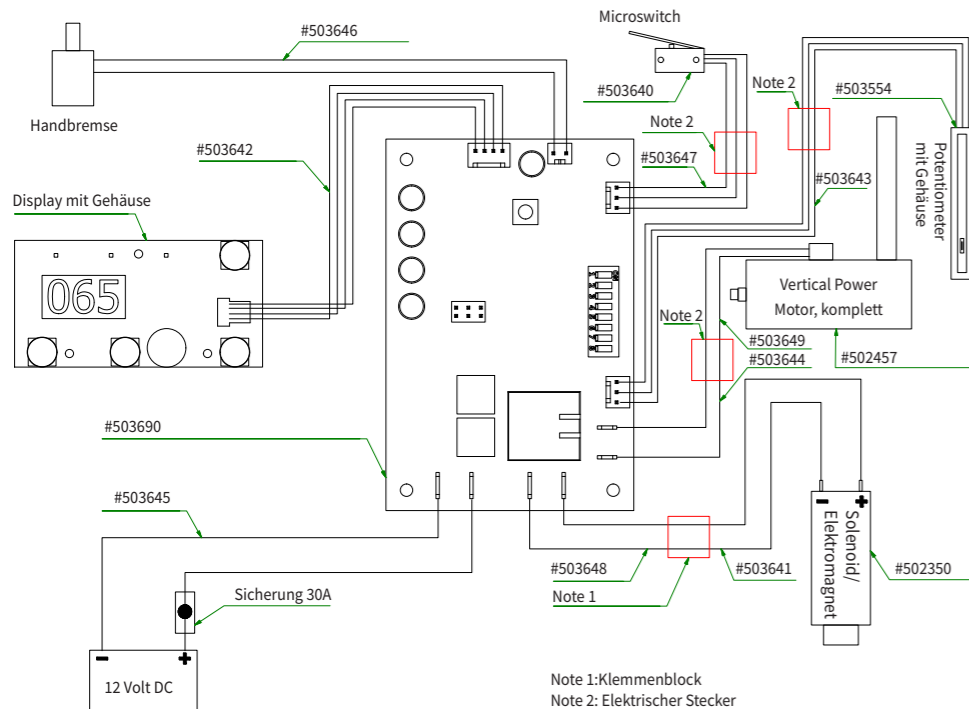 #503646
Microswitch
#503640
Note 2
#503554
Handbremse
Note 2
#503642
#503647
#503643
Potentiometer
mit Gehäuse
Display mit Gehäuse
065
Vertical Power
Motor, komplett
Note 2
#503649
#503644
#502457
#503690
#503645
Solenoid/
Elektromagnet
#503648
#503641
#502350
Note 1
Sicherung 30A
12 Volt DC
Note 1:Klemmenblock
Note 2: Elektrischer Stecker